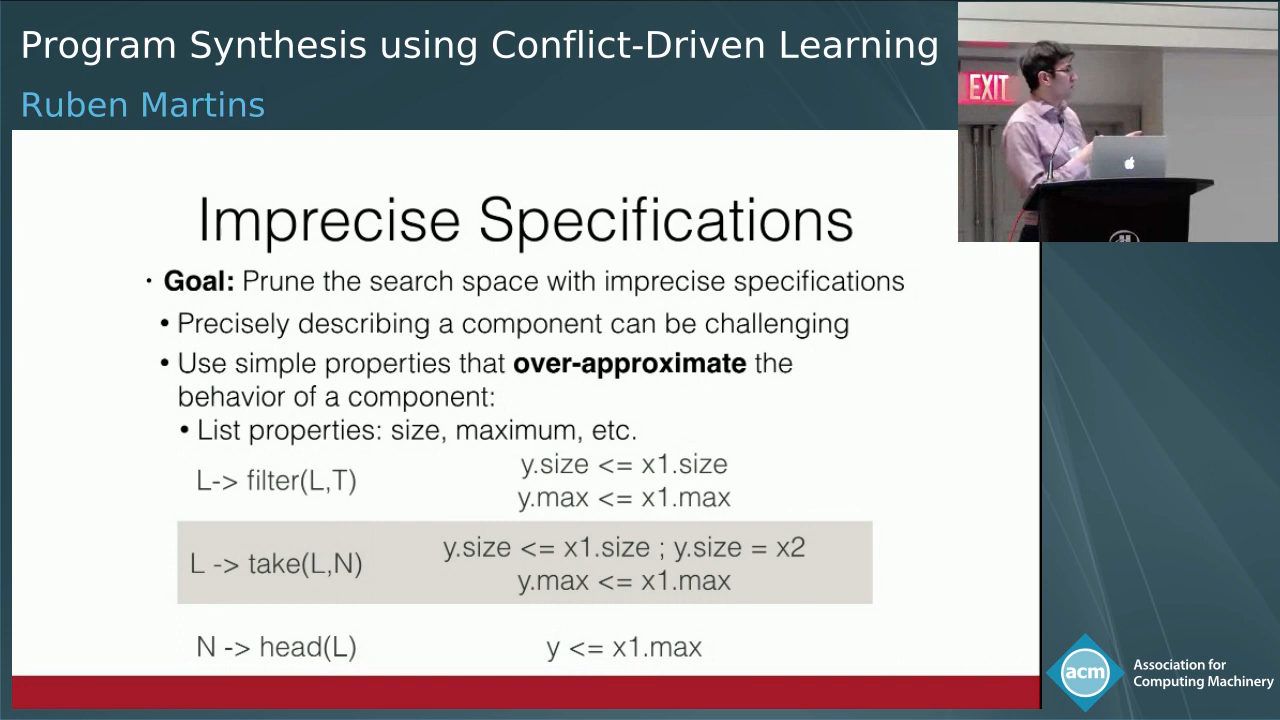 Program Synthesis using Conflict-Driven Learning
Ruben Martins
EXIT
Imprecise Specifications
· Goal: Prune the search space with imprecise specifications
• Precisely describing a component can be challenging
• Use simple properties that over-approximate the
behavior of a component:
• List properties: size, maximum, etc.
L-> filter(L,T)
y.size <= x1.size
y.max <= x1.max
L -> take(L,N)
y.size <= x1.size ; y.size = x2
y.max <= x1.max
N -> head(L)
y <= x1.max
acm
Association for
Computing Machinery